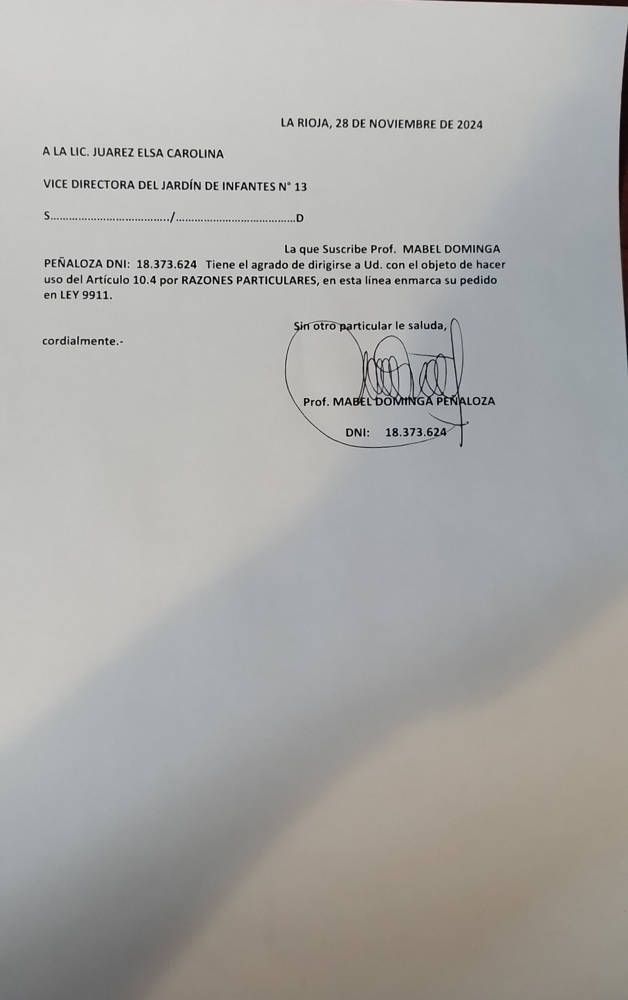 LA RIOJA, 28 DE NOVIEMBRE DE 2024
A LA LIC. JUAREZ ELSA CAROLINA
VICE DIRECTORA DEL JARDÍN DE INFANTES N° 13
S....................................../......................................D
La que Suscribe Prof. MABEL DOMINGA
PEÑALOZA DNI: 18.373.624 Tiene el agrado de dirigirse a Ud. con el objeto de hacer
uso del Artículo 10.4 por RAZONES PARTICULARES, en esta línea enmarca su pedido
en LEY 9911.
Sin otro particular le saluda,
cordialmente.-
Prof. MABEL DOMINGA PEÑALOZA
DNI: 18.373.624